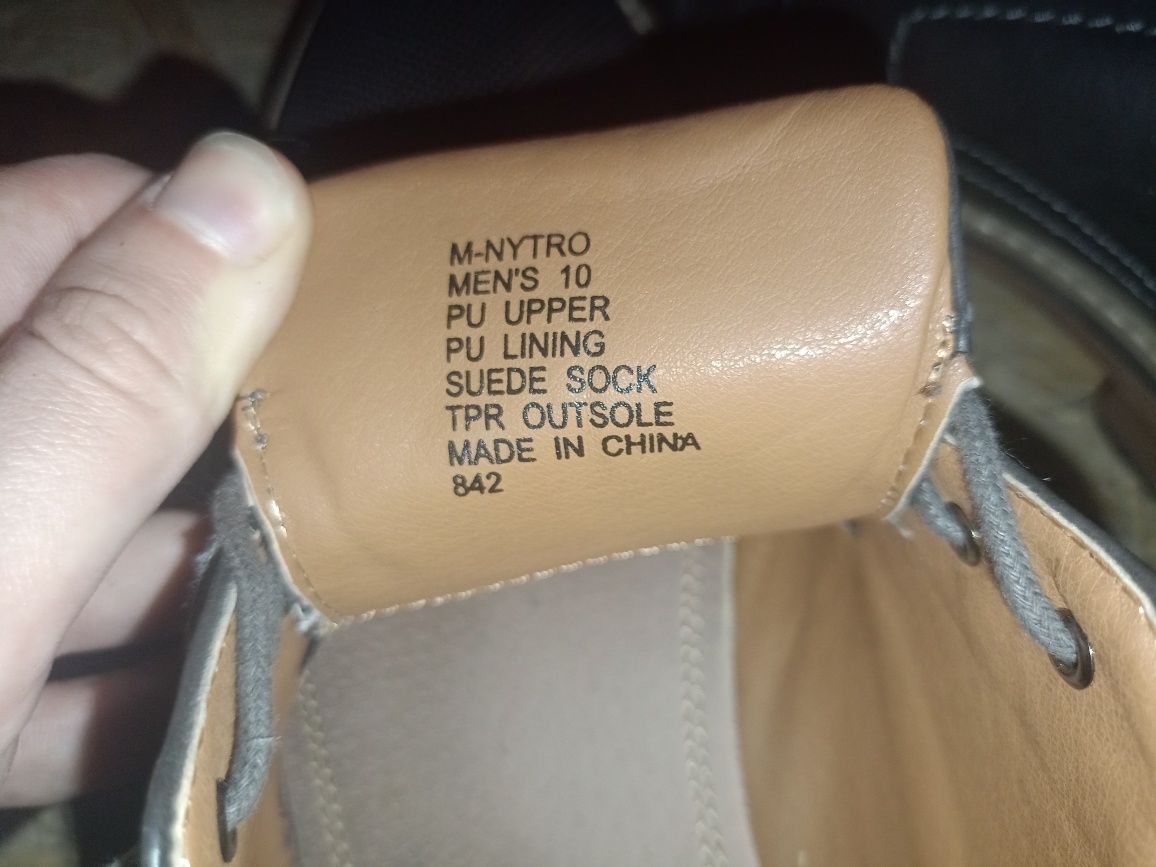 M-NYTRO
MEN'S 10
PU UPPER
PU LINING
SUEDE SOCK
TPR OUTSOLE
MADE IN CHINA
842